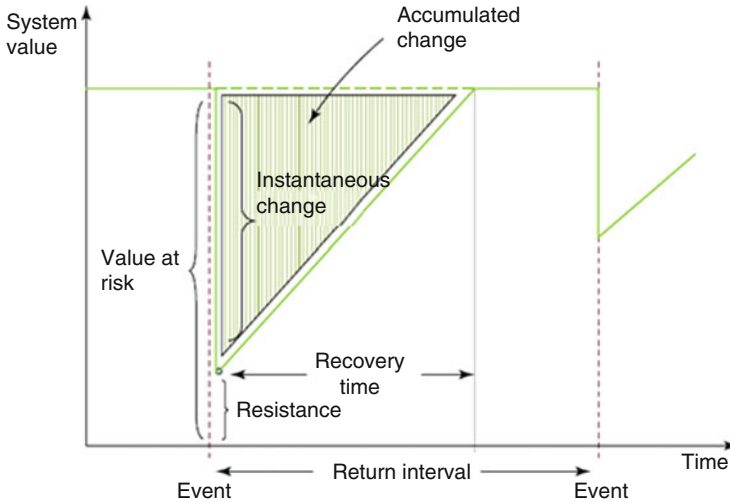 System
value
Accumulated
change
Instantaneous
change
Value at
risk
Recovery
time
Resistance
Time
Return interval
Event
Event